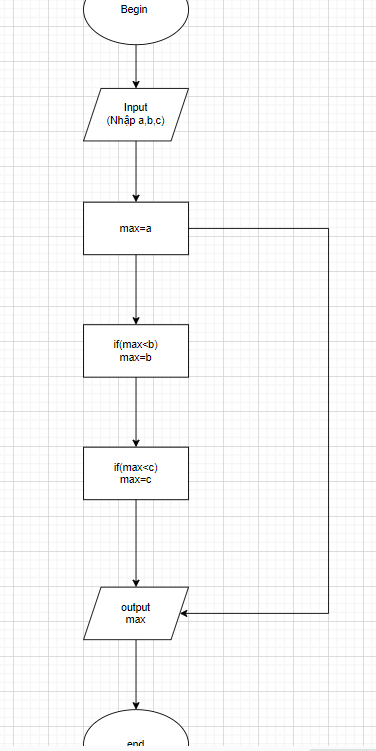 Begin
Input
(Nhập a,b,c)
max=a
if(max<b)
max=b
if(max<c)
max=c
output
max
end